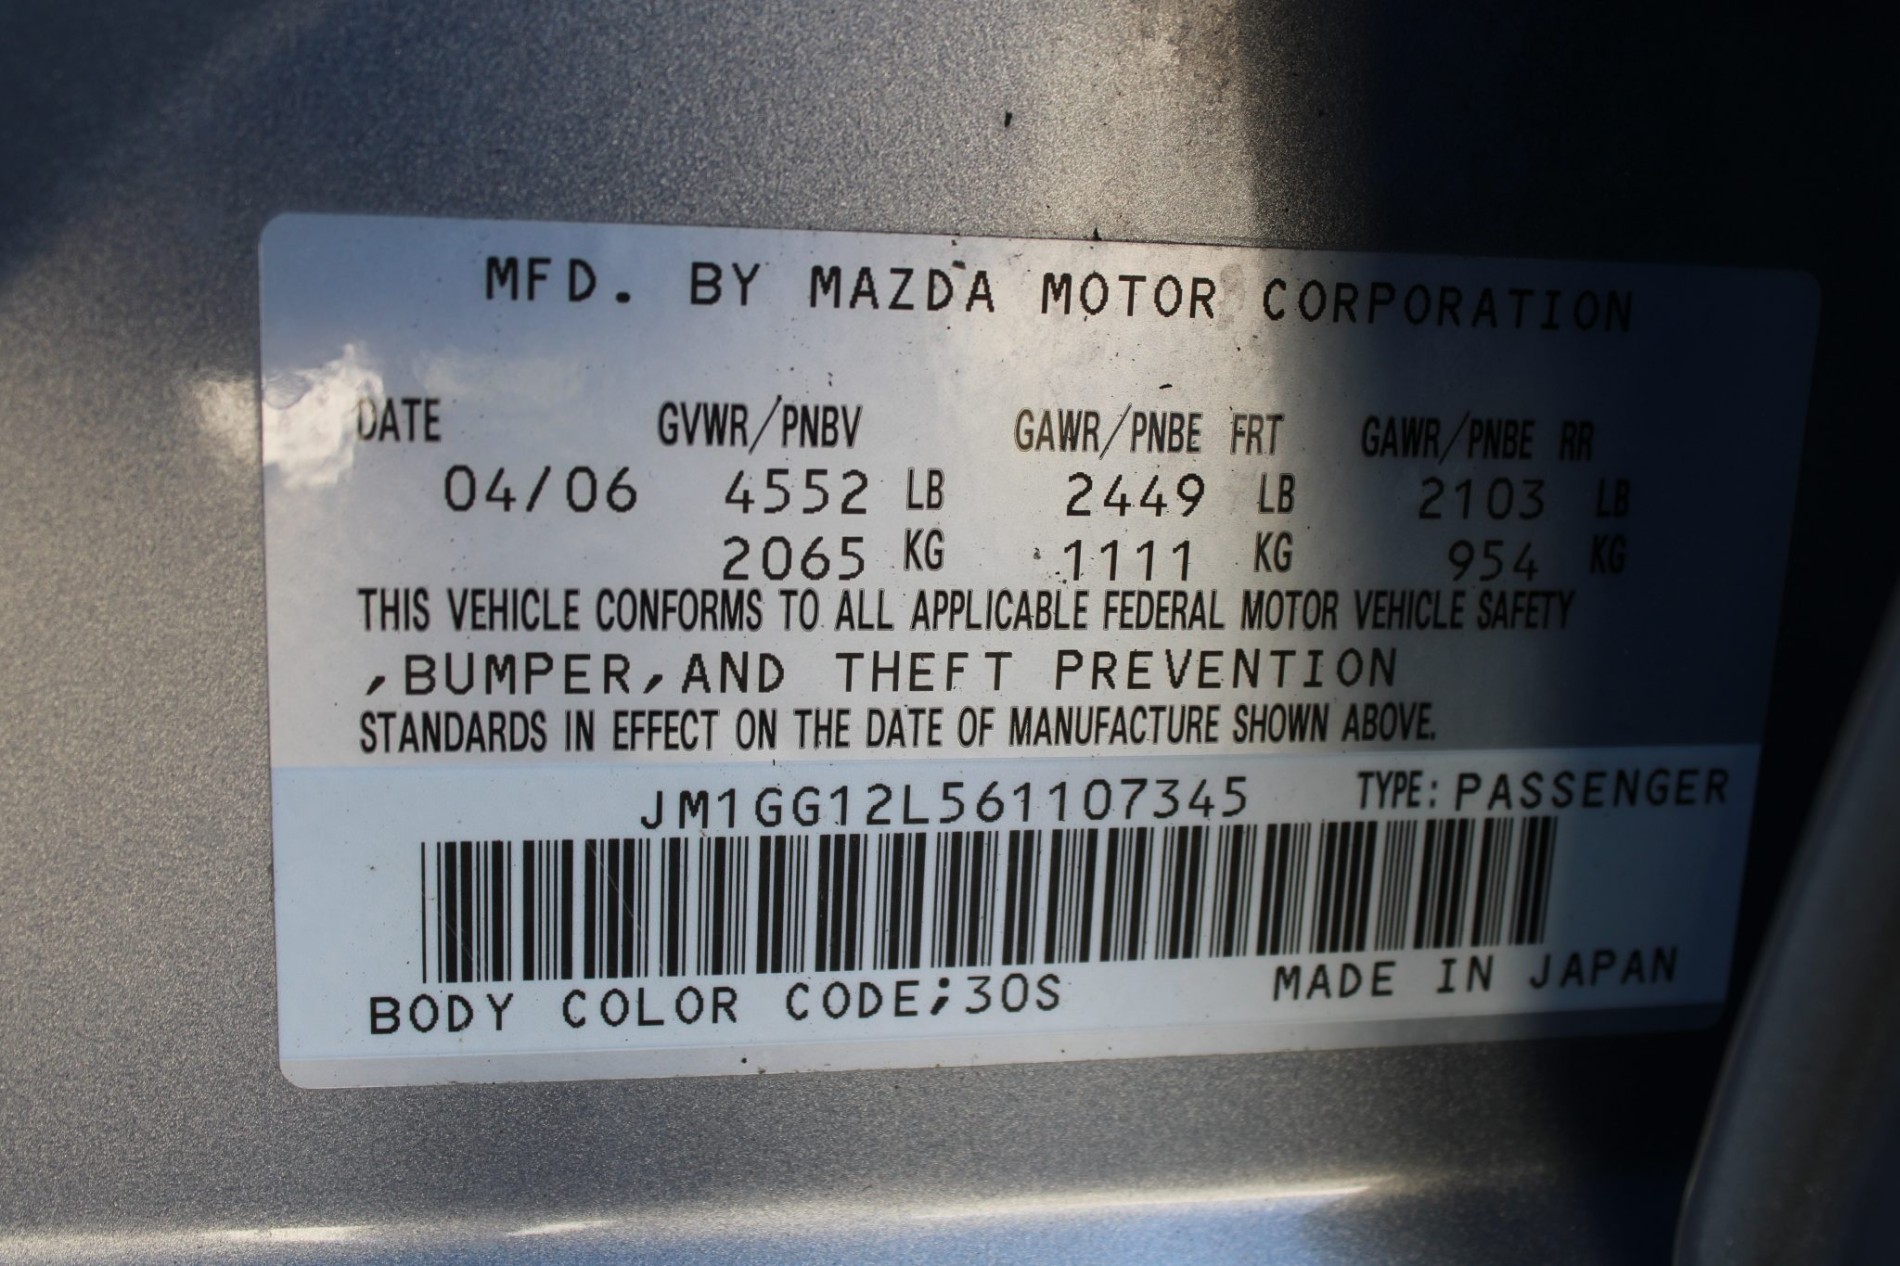 MFD. BY MAZDA MOTOR CORPORATION
DATE GVWR/PNBV GAWR/PNBE FRT GAWR/PNBE RR
04/06 4552 LB 2449 LB 2103 LB
2065 KG 1111 KG 954 KG
THIS VEHICLE CONFORMS TO ALL APPLICABLE FEDERAL MOTOR VEHICLE SAFETY
,BUMPER,AND THEFT PREVENTION
STANDARDS IN EFFECT ON THE DATE OF MANUFACTURE SHOWN ABOVE.
JM1GG12L561107345 TYPE: PASSENGER
BODY COLOR CODE;30S MADE IN JAPAN